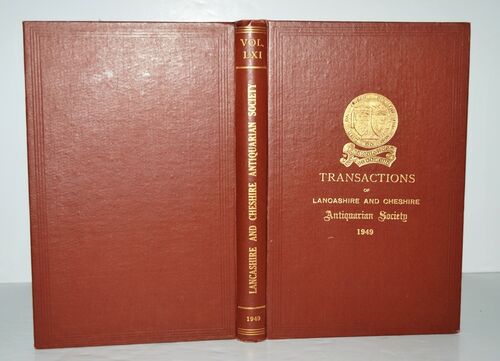 VOL.
LXI
LANCASHIRE AND CHESHIRE ANTIQUARIAN SOCIETY
1949
TRANSACTIONS
OF
LANCASHIRE AND CHESHIRE
Antiquarian Society
1949